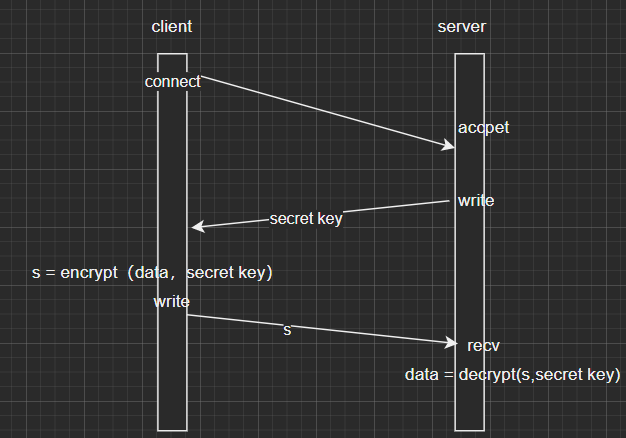 client
server
connect
accpet
write
secret key
s = encrypt (data, secret key)
write
s
recv
data = decrypt(s,secret key)